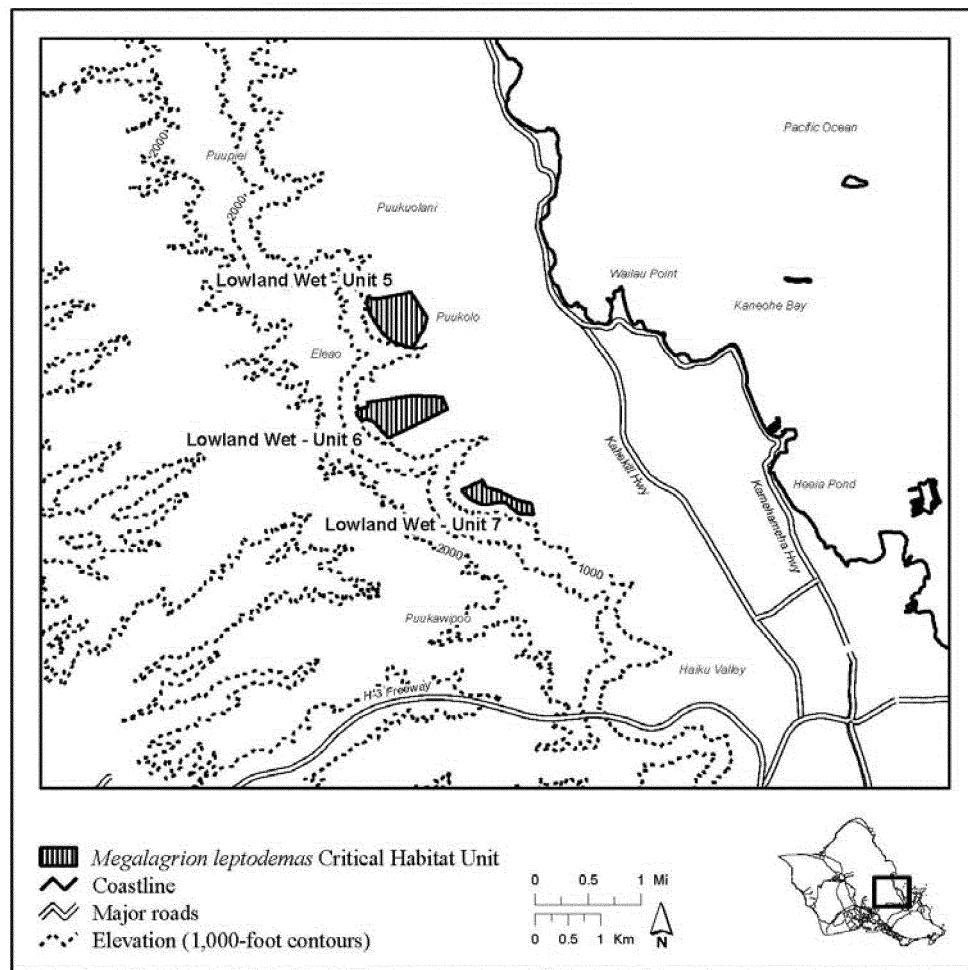 Pacific Ocean
2000
Puupiei
2000
Puukuolani
Wailau Point
Lowland Wet - Unit 5
Kaneohe Bay
Puukolo
Eleao
Lowland Wet - Unit 6
Kahekili Hwy
Heeia Pond
Kamehameha Hwy
Lowland Wet - Unit 7
2000
1000
Puukawipoo
Haiku Valley
H-3 Freeway
Megalagrion leptodemas Critical Habitat Unit
Coastline
Major roads
Elevation (1,000-foot contours)
0 0.5 1 Mi
0 0.5 1 Km
N